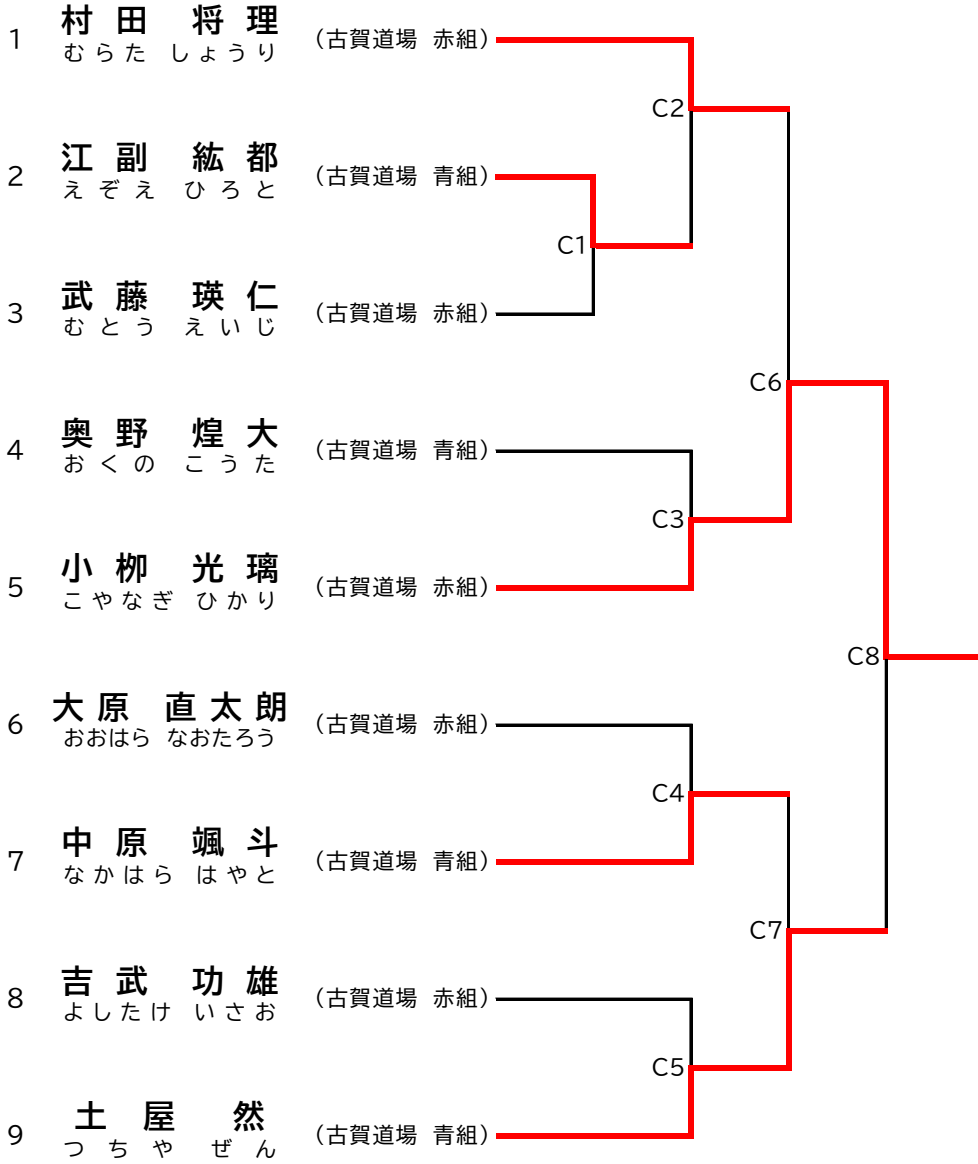 1 村田 将理 (古賀道場 赤組)
むらた しょうり
C2
2 江副 紘都 (古賀道場 青組)
えぞえ ひろと
C1
3 武藤 瑛仁 (古賀道場 赤組)
むとう えいじ
C6
4 奥野 煌大 (古賀道場 青組)
おくの こうた
C3
5 小栁 光璃 (古賀道場 赤組)
こやなぎ ひかり
C8
6 大原 直太朗 (古賀道場 赤組)
おおはら なおたろう
C4
7 中原 颯斗 (古賀道場 青組)
なかはら はやと
C7
8 吉武 功雄 (古賀道場 赤組)
よしたけ いさお
C5
9 土屋 然 (古賀道場 青組)
つちや ぜん